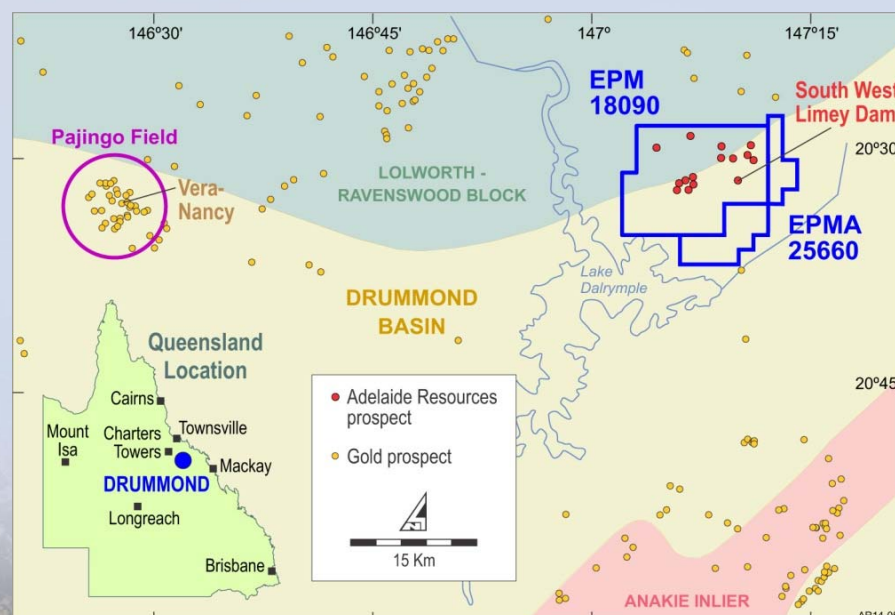 146º30'
146º45'
147º
147º15'
EPM
18090
South West
Limey Dam
Pajingo Field
20º30'
Vera-
Nancy
LOLWORTH -
RAVENSWOOD BLOCK
EPMA
25660
Lake
Dalrymple
DRUMMOND
BASIN
Queensland
Location
20º45'
Cairns
Adelaide Resources
prospect
Mount
Isa
Charters
Towers
Townsville
Gold prospect
Mackay
DRUMMOND
Longreach
15 Km
Brisbane
ANAKIE INLIER